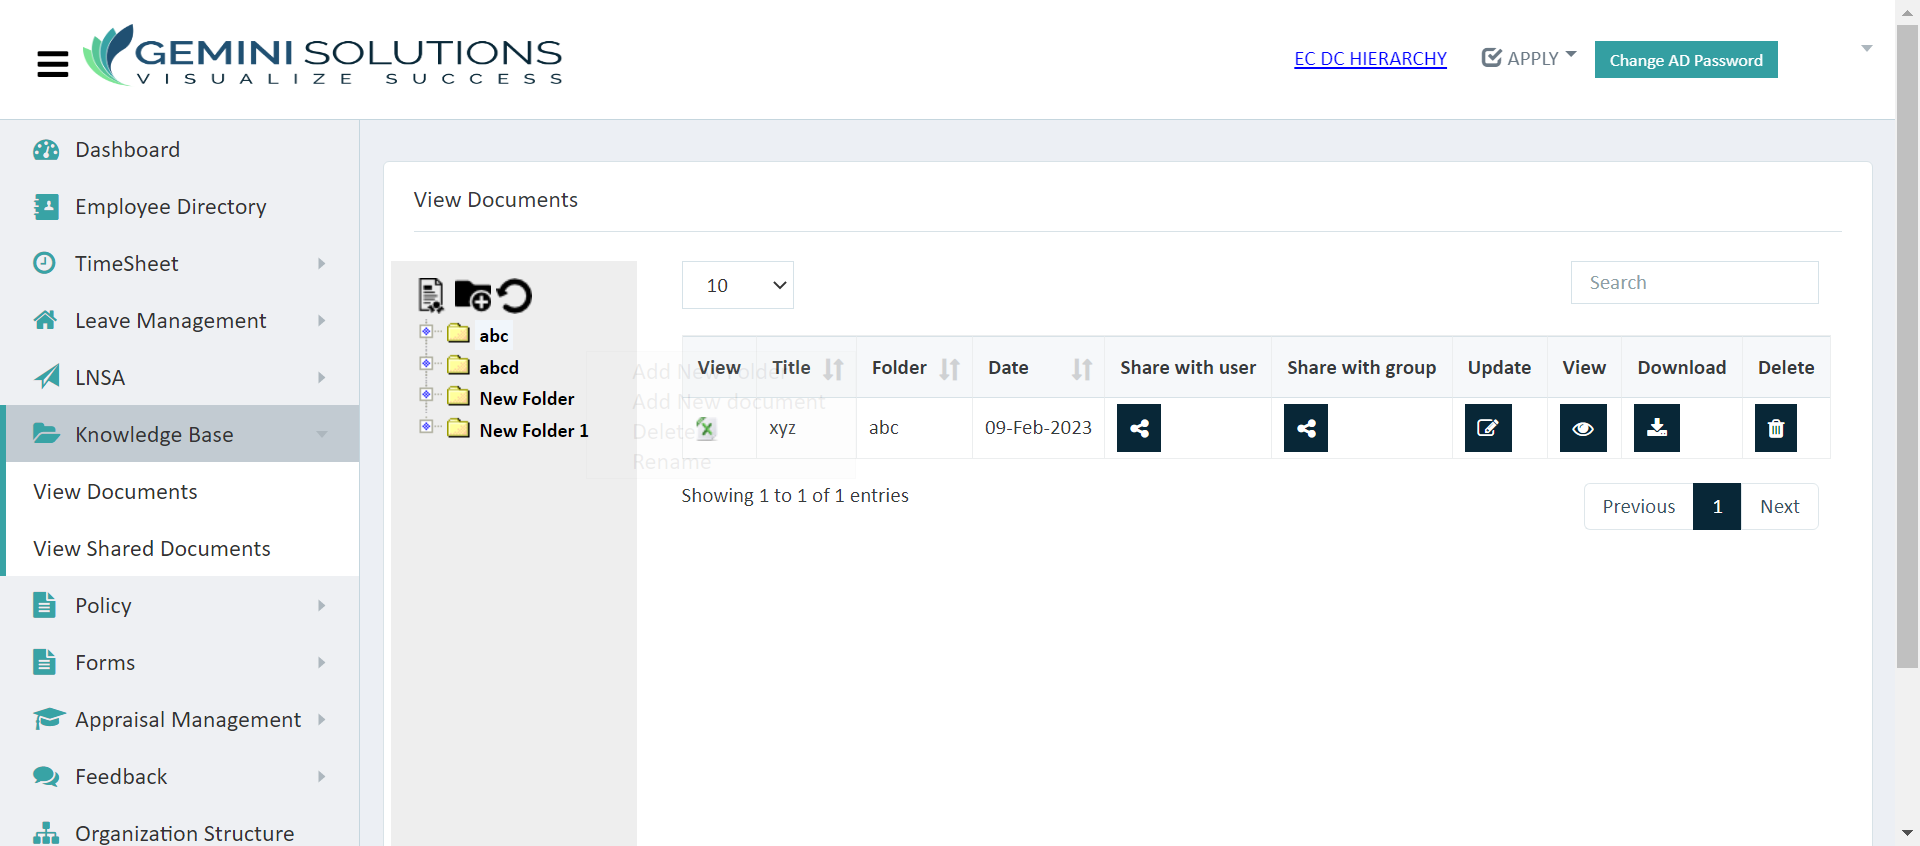 GEMINI SOLUTIONS
VISUALIZE SUCCESS
EC DC HIERARCHY
APPLY
Change AD Password
Dashboard
Employee Directory
TimeSheet
Leave Management
LNSA
Knowledge Base
View Documents
View Shared Documents
Policy
Forms
Appraisal Management
Feedback
Organization Structure
View Documents
abc
abcd
New Folder
New Folder 1
Add New Folder
Add New document
Delete
Rename
10
Search
View Title Folder Date Share with user Share with group Update View Download Delete
xyz abc 09-Feb-2023
Showing 1 to 1 of 1 entries
Previous 1 Next